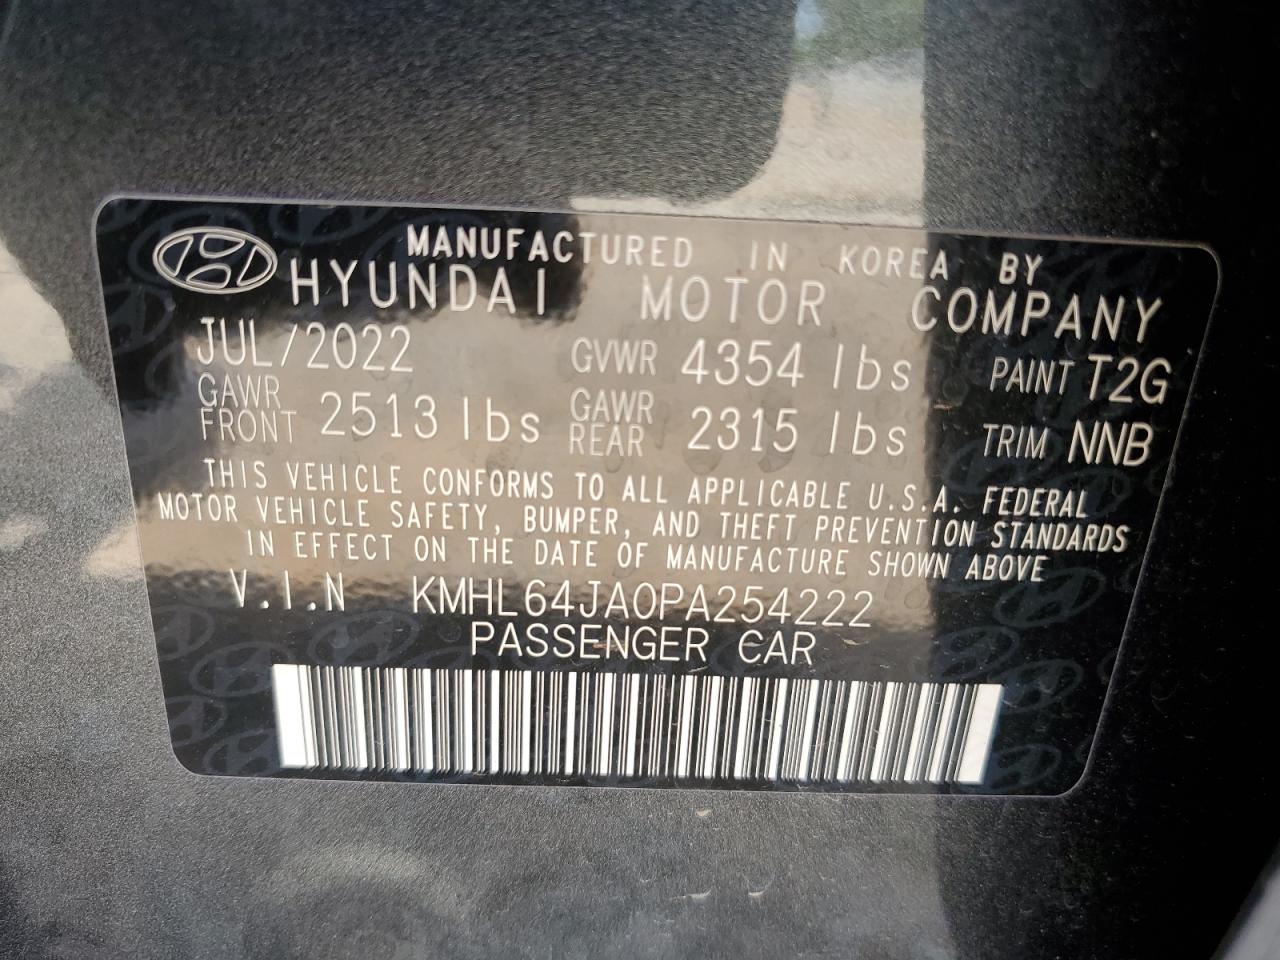 MANUFACTURED IN KOREA BY
HYUNDAI MOTOR COMPANY
JUL/2022 GVWR 4354 lbs PAINT T2G
GAWR FRONT 2513 lbs GAWR REAR 2315 lbs TRIM NNB
THIS VEHICLE CONFORMS TO ALL APPLICABLE U.S.A. FEDERAL
MOTOR VEHICLE SAFETY, BUMPER, AND THEFT PREVENTION STANDARDS
IN EFFECT ON THE DATE OF MANUFACTURE SHOWN ABOVE
V.I.N KMHL64JA0PA254222
PASSENGER CAR